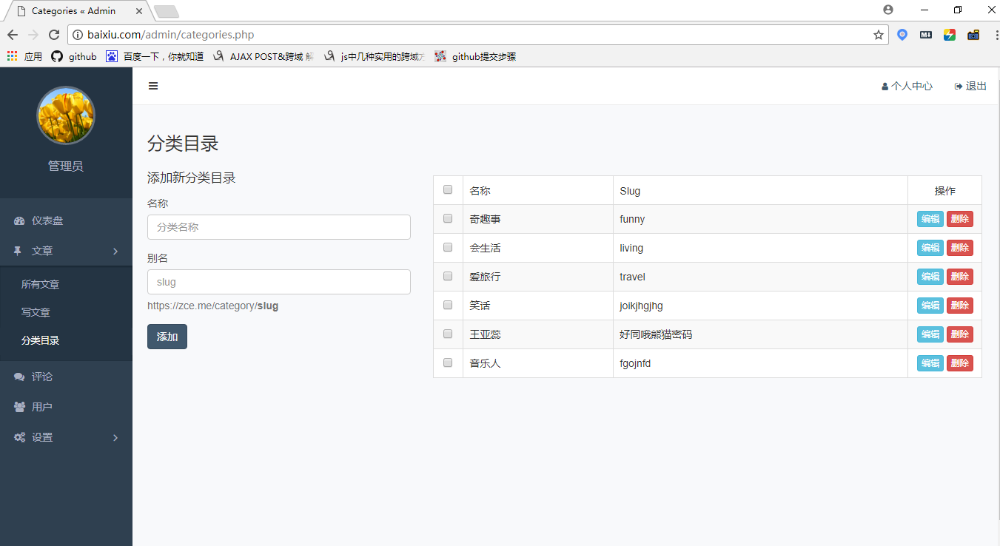 Categories « Admin
baixiu.com/admin/categories.php
应用 github 百度一下，你就知道 AJAX POST&跨域 解 js中几种实用的跨域方 github提交步骤
个人中心 退出
管理员
仪表盘
文章
所有文章
写文章
分类目录
评论
用户
设置
分类目录
添加新分类目录
名称
分类名称
别名
slug
https://zce.me/category/slug
添加
名称 Slug 操作
奇趣事 funny 编辑 删除
会生活 living 编辑 删除
爱旅行 travel 编辑 删除
笑话 joikjhgjhg 编辑 删除
王亚蕊 好同哦熊猫密码 编辑 删除
音乐人 fgojnfd 编辑 删除